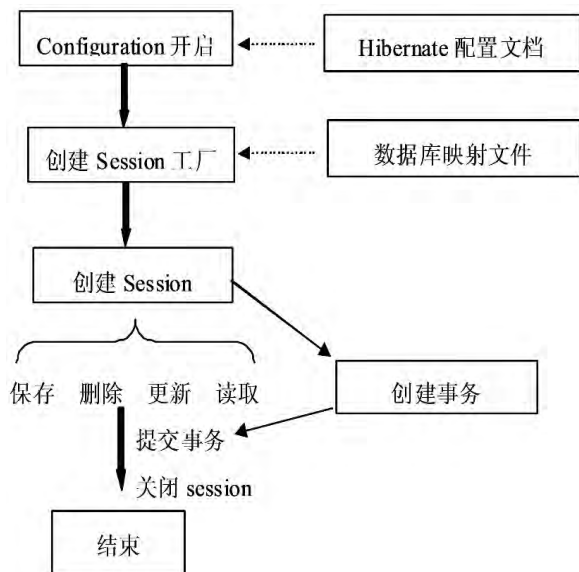 Configuration 开启
Hibernate 配置文档
创建 Session 工厂
数据库映射文件
创建 Session
保存 删除 更新 读取
创建事务
提交事务
关闭 session
结束